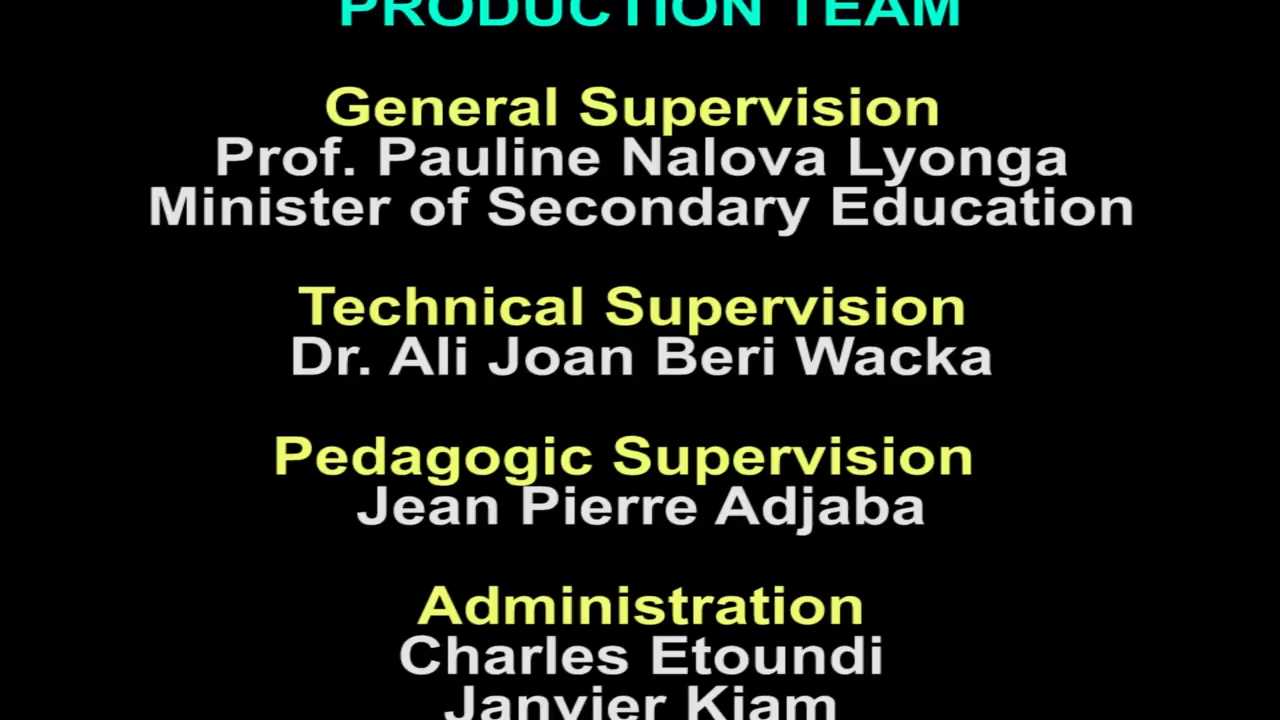 PRODUCTION TEAM
General Supervision
Prof. Pauline Nalova Lyonga
Minister of Secondary Education
Technical Supervision
Dr. Ali Joan Beri Wacka
Pedagogic Supervision
Jean Pierre Adjaba
Administration
Charles Etoundi
Janvier Kiam